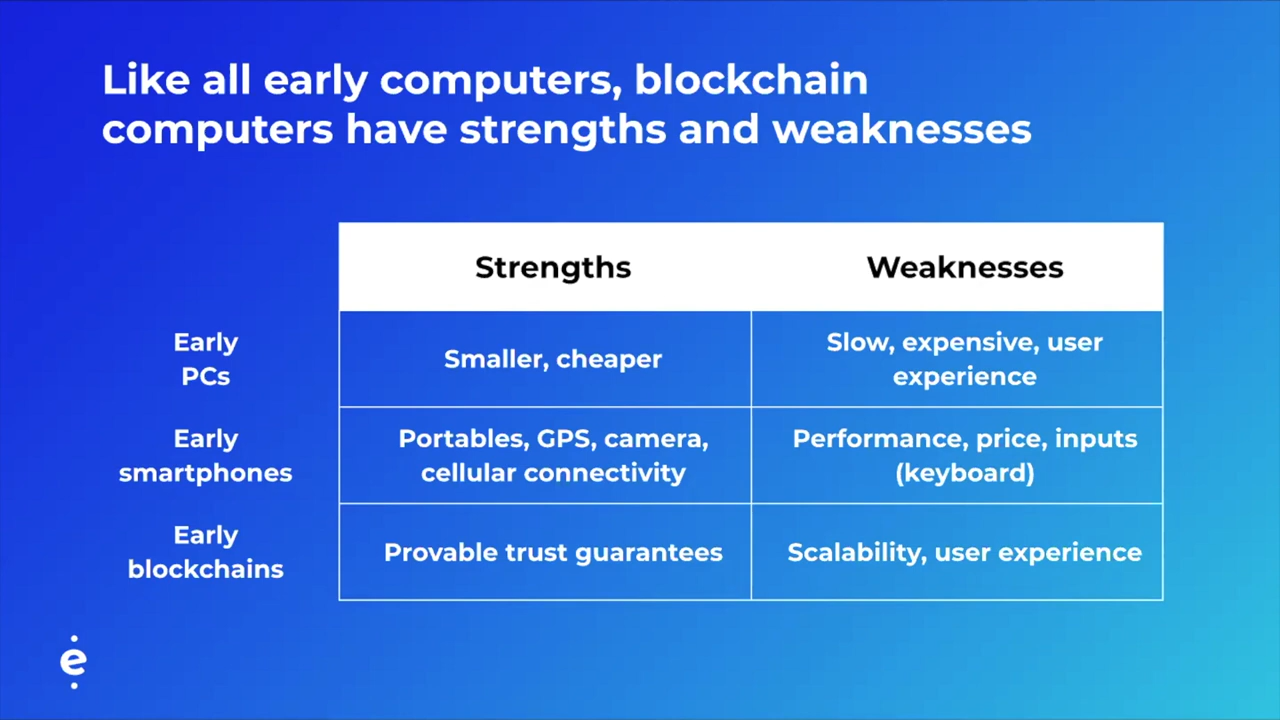 Like all early computers, blockchain
computers have strengths and weaknesses
Strengths
Weaknesses
Early
PCs
Smaller, cheaper
Slow, expensive, user
experience
Early
smartphones
Portables, GPS, camera,
cellular connectivity
Performance, price, inputs
(keyboard)
Early
blockchains
Provable trust guarantees
Scalability, user experience
e